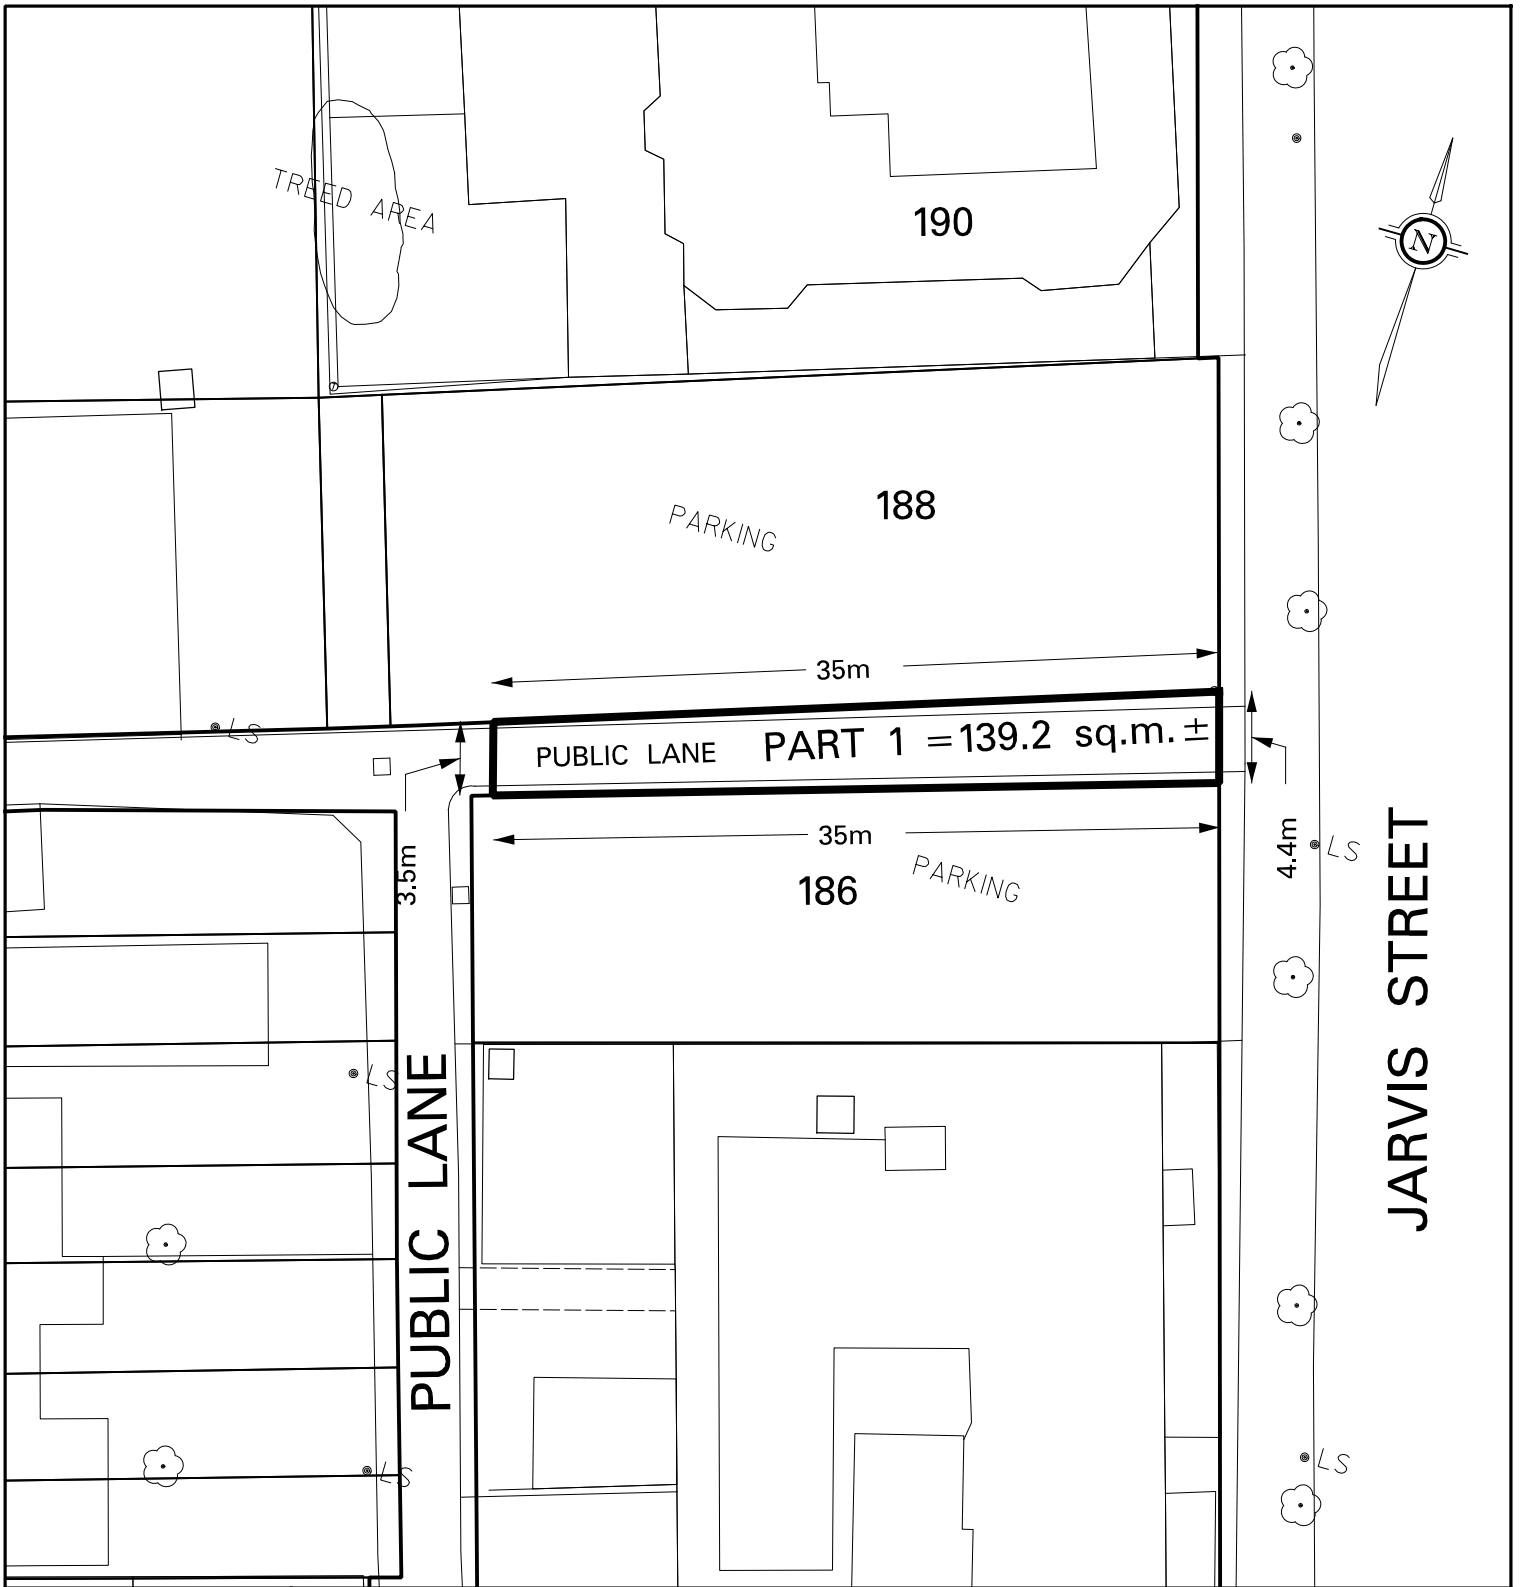 TREED AREA
190
N
188
PARKING
35m
LS
PUBLIC LANE PART 1 = 139.2 sq.m. ±
35m
3.5m
4.4m
186
PARKING
LS
JARVIS STREET
LS
PUBLIC LANE
LS
LS